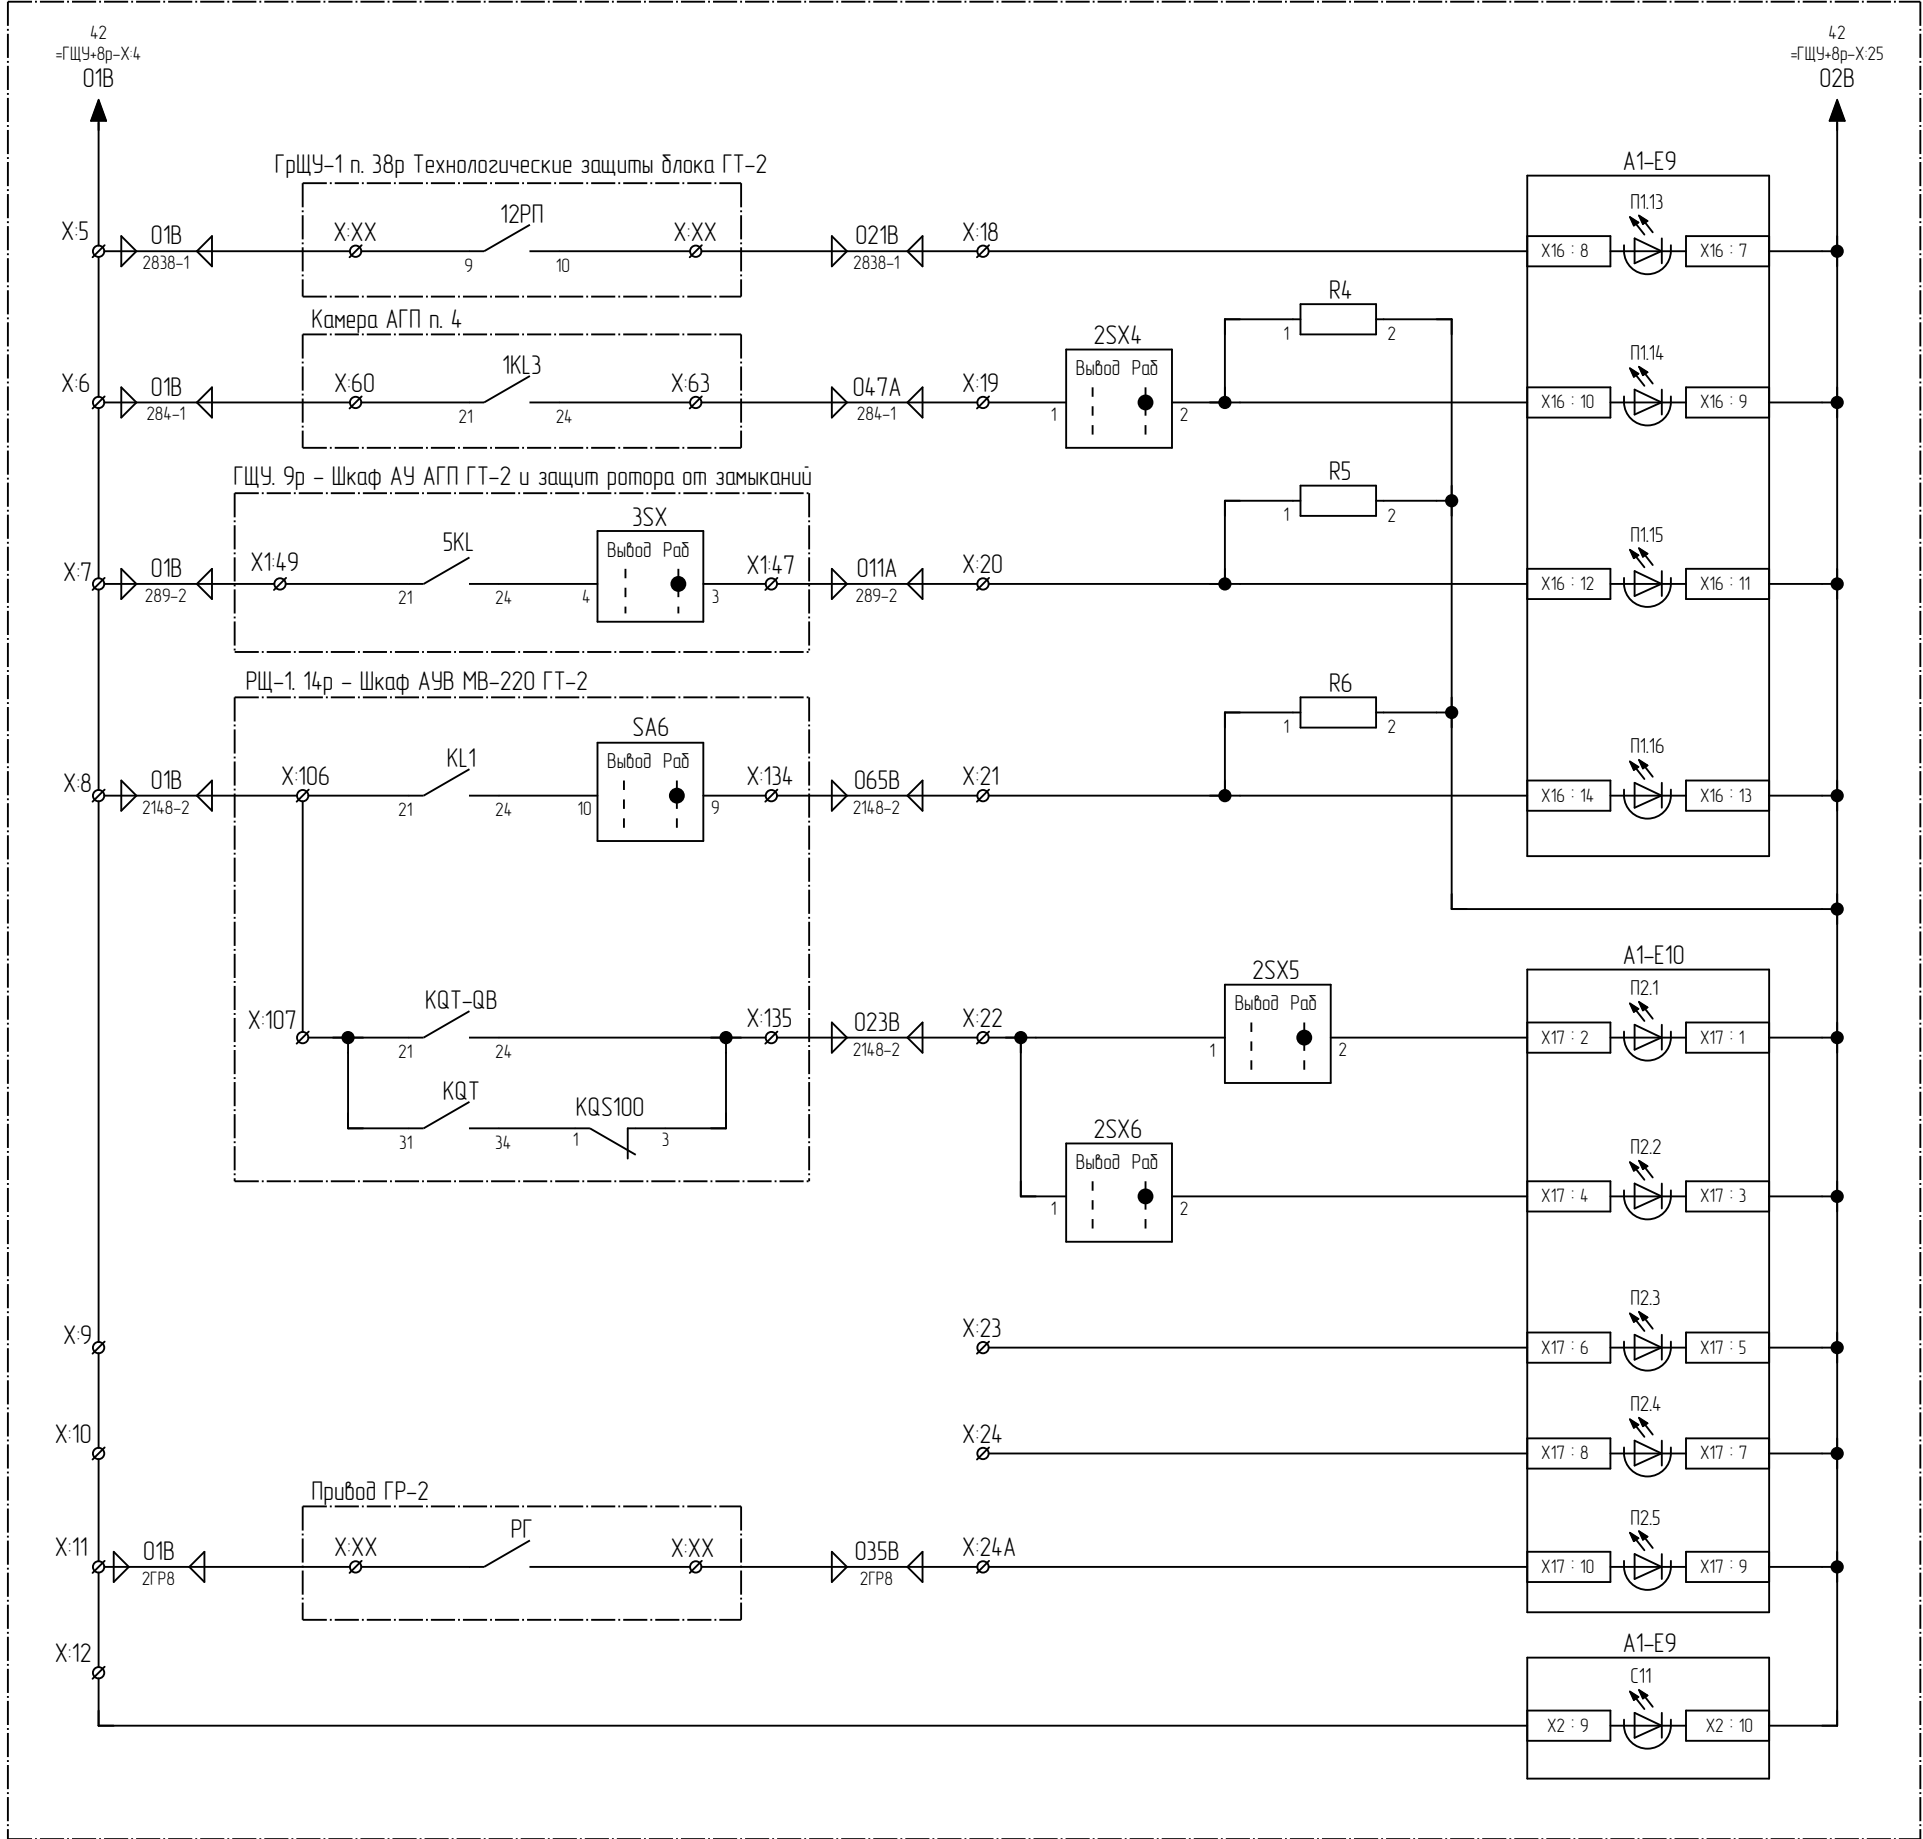 42
=ГЩУ+8р-Х:4
01В
42
=ГЩУ+8р-Х:25
02В
ГрЩУ-1 п. 38р Технологические защиты блока ГТ-2
А1-Е9
Х:5
01В
2838-1
Х:ХХ
12РП
9
10
Х:ХХ
021В
2838-1
Х:18
П1.13
Х16 : 8
Х16 : 7
R4
1
2
Камера АГП п. 4
Х:6
01В
284-1
Х:60
1KL3
21
24
Х:63
047А
284-1
Х:19
2SX4
Вывод Раб
1
2
П1.14
Х16 : 10
Х16 : 9
R5
1
2
ГЩУ. 9р - Шкаф АУ АГП ГТ-2 и защит ротора от замыканий
Х:7
01В
289-2
Х1:49
5KL
21
24
3SX
Вывод Раб
4
3
Х1:47
011А
289-2
Х:20
П1.15
Х16 : 12
Х16 : 11
R6
1
2
РЩ-1. 14р - Шкаф АУВ МВ-220 ГТ-2
Х:8
01В
2148-2
Х:106
KL1
21
24
SA6
Вывод Раб
10
9
Х:134
065В
2148-2
Х:21
П1.16
Х16 : 14
Х16 : 13
А1-Е10
Х:107
KQT-QB
21
24
Х:135
023В
2148-2
Х:22
2SX5
Вывод Раб
1
2
П2.1
Х17 : 2
Х17 : 1
KQT
31
34
KQS100
1
3
2SX6
Вывод Раб
1
2
П2.2
Х17 : 4
Х17 : 3
Х:9
Х:23
П2.3
Х17 : 6
Х17 : 5
Х:10
Х:24
П2.4
Х17 : 8
Х17 : 7
Привод ГР-2
Х:11
01В
2ГР8
Х:ХХ
РГ
Х:ХХ
035В
2ГР8
Х:24А
П2.5
Х17 : 10
Х17 : 9
Х:12
А1-Е9
С11
Х2 : 9
Х2 : 10